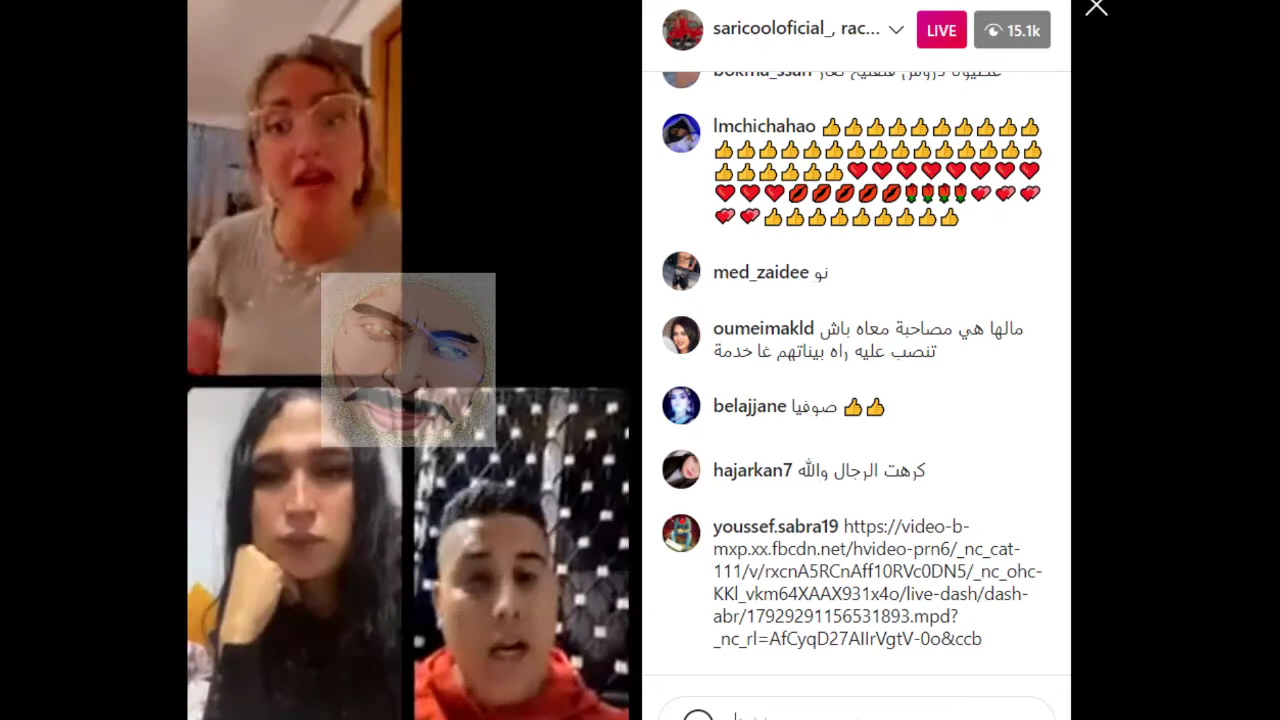 saricooloficial_, rac...
LIVE
15.1k
bokma_ssan
lmchichahao 👍👍👍👍👍👍👍👍👍👍
👍👍👍👍👍👍👍👍👍👍👍👍👍👍👍
👍👍👍👍👍👍❤️❤️❤️❤️❤️❤️❤️❤️
❤️❤️❤️💋💋💋💋💋🌹🌹🌹🌹💕💕💕
💕💕👍👍👍👍👍👍👍👍👍
med_zaidee نو
oumeimakld مالها هي مصاحبة معاه باش
تنصب عليه راه بيناتهم غا خدمة
belajjane صوفيا 👍👍
hajarkan7 كرهت الرجال والله
youssef.sabra19 https://video-b-
mxp.xx.fbcdn.net/hvideo-prn6/_nc_cat-
111/v/rxcnA5RCnAff10RVc0DN5/_nc_ohc-
KKl_vkm64XAAX931x4o/live-dash/dash-
abr/17929291156531893.mpd?
_nc_rl=AfCyqD27AIIrVgtV-0o&ccb